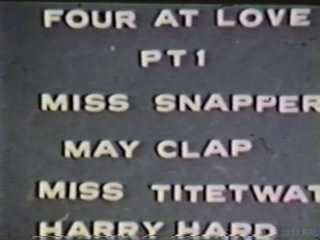 FOUR AT LOVE
PT1
MISS SNAPPER
MAY CLAP
MISS TITETWAT
HARRY HARD